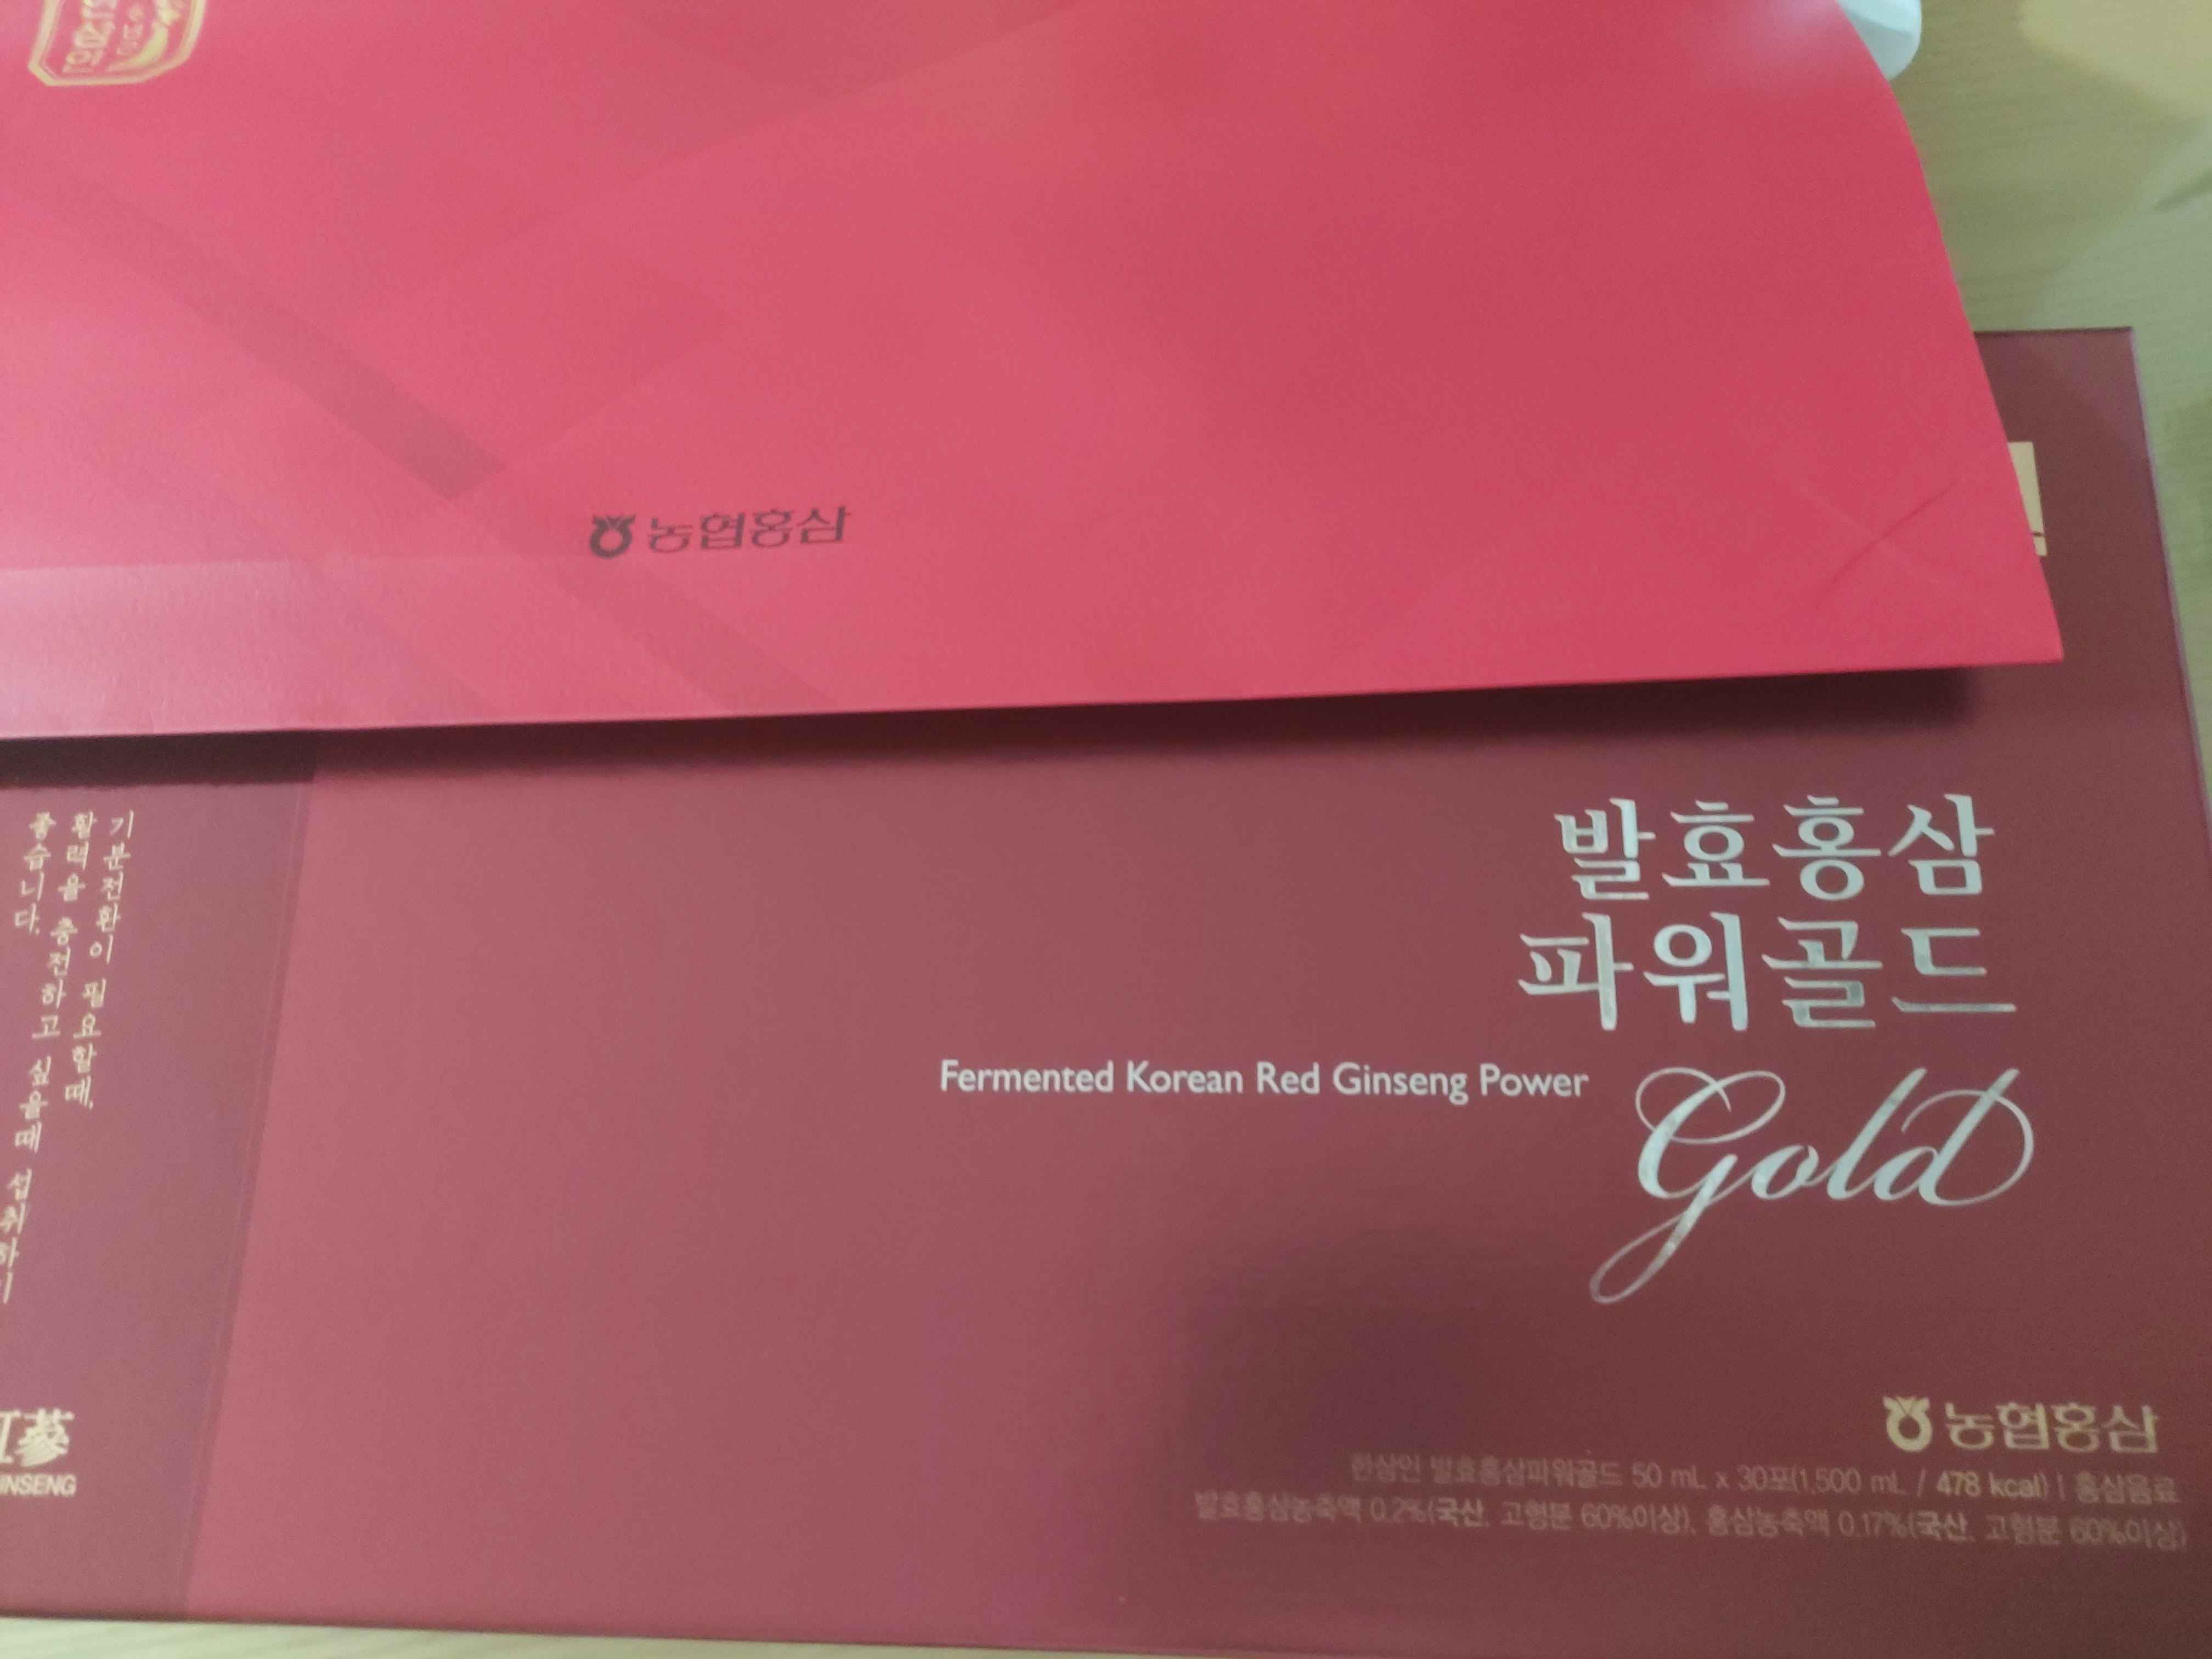 농협홍삼
발효홍삼
파워골드
Fermented Korean Red Ginseng Power
Gold
농협홍삼
한삼인 발효홍삼파워골드 50 mL x 30포(1,500 mL / 478 kcal) | 홍삼음료
발효홍삼농축액 0.2%(국산, 고형분 60%이상), 홍삼농축액 0.17%(국산, 고형분 60%이상)
기분전환이 필요할때,
활력을 충전하고 싶을때 섭취하
좋습니다.
蔘
INSENG